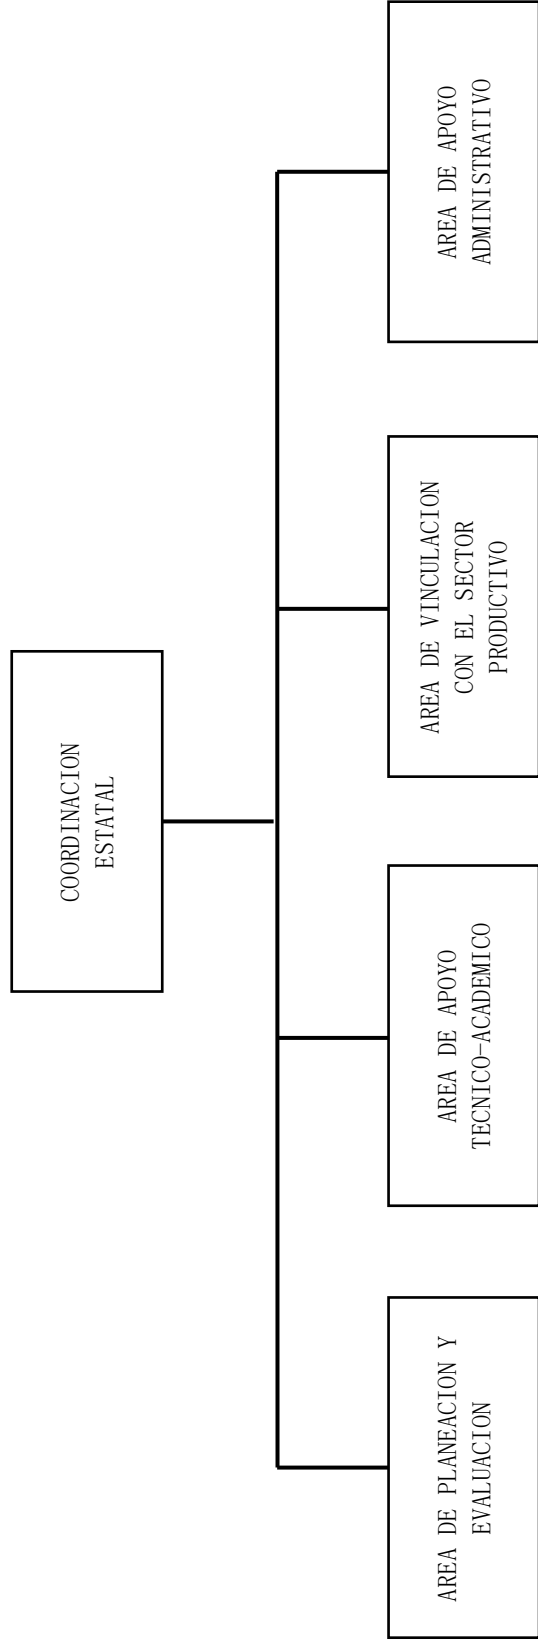 COORDINACION
ESTATAL
AREA DE PLANEACION Y
EVALUACION
AREA DE APOYO
TECNICO-ACADEMICO
AREA DE VINCULACION
CON EL SECTOR
PRODUCTIVO
AREA DE APOYO
ADMINISTRATIVO